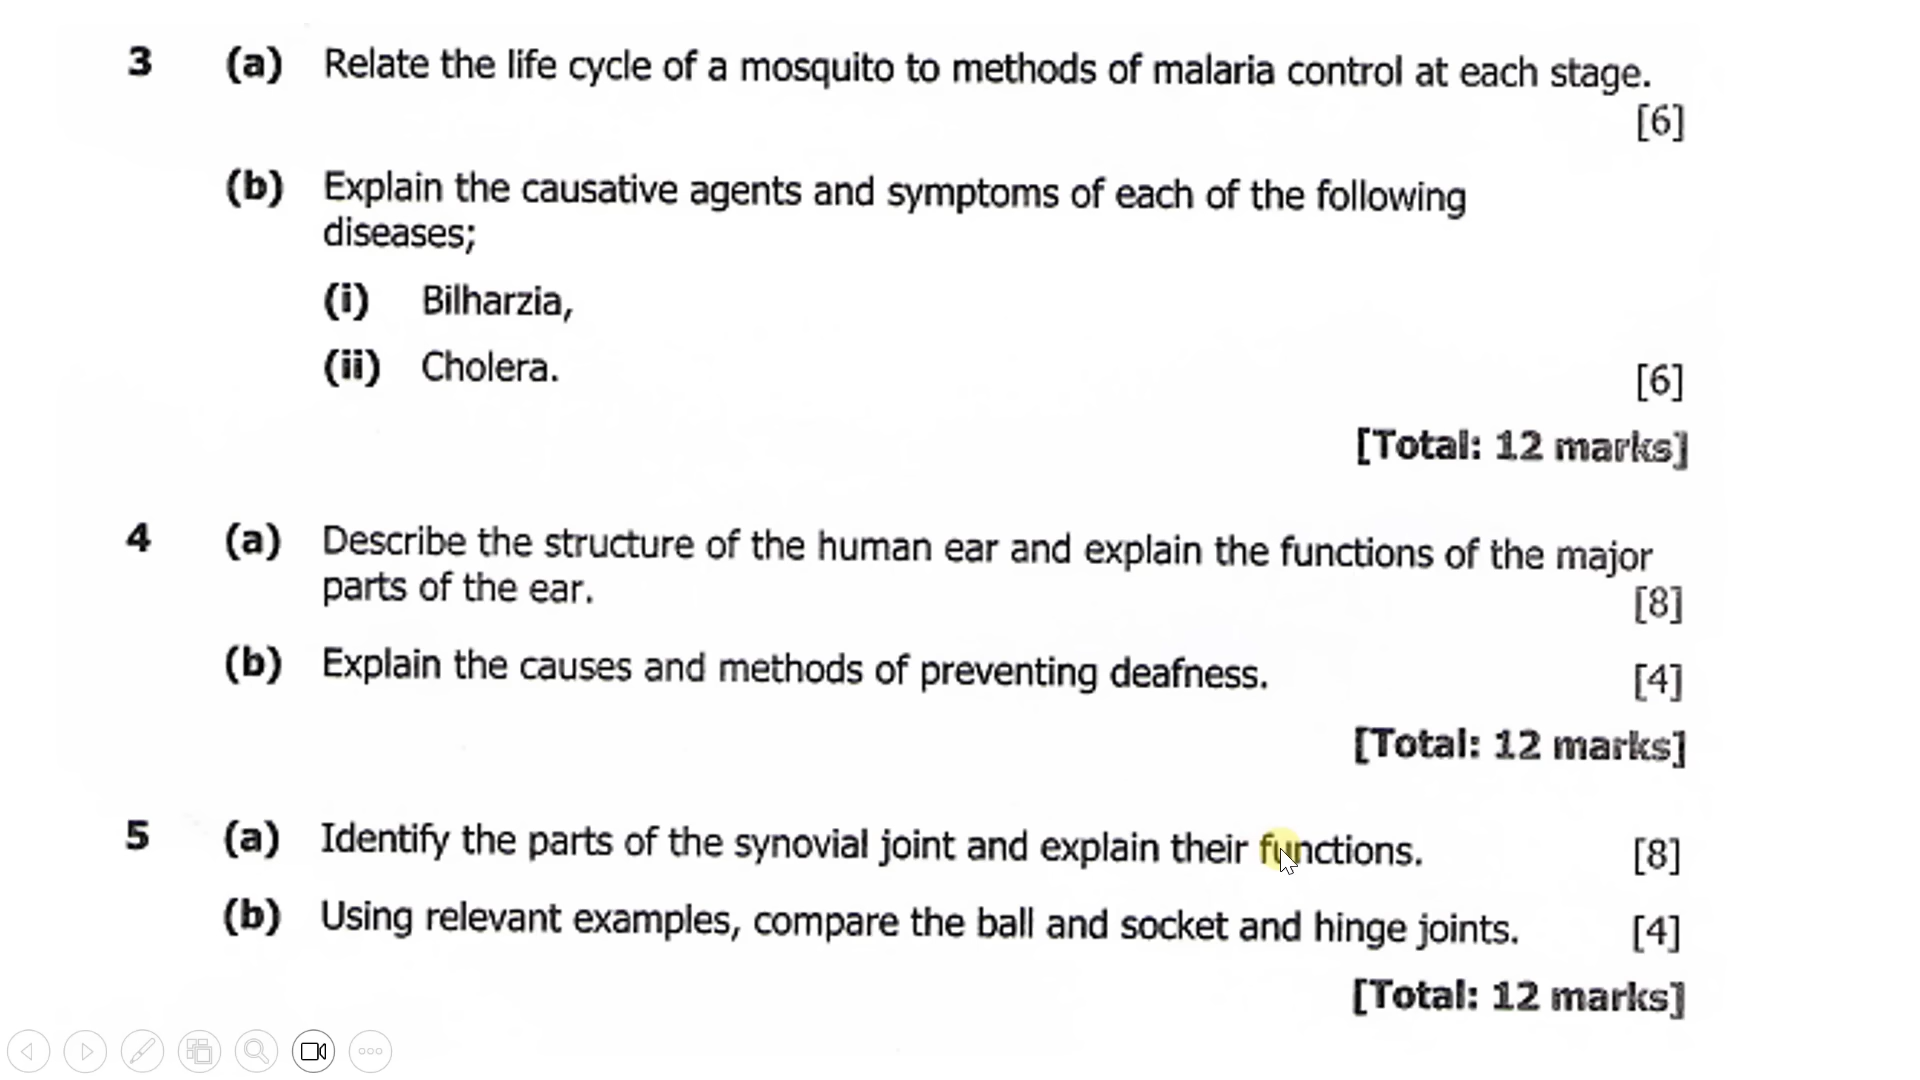 3 (a) Relate the life cycle of a mosquito to methods of malaria control at each stage.
[6]
(b) Explain the causative agents and symptoms of each of the following
diseases;
(i) Bilharzia,
(ii) Cholera. [6]
[Total: 12 marks]
4 (a) Describe the structure of the human ear and explain the functions of the major
parts of the ear. [8]
(b) Explain the causes and methods of preventing deafness. [4]
[Total: 12 marks]
5 (a) Identify the parts of the synovial joint and explain their functions. [8]
(b) Using relevant examples, compare the ball and socket and hinge joints. [4]
[Total: 12 marks]